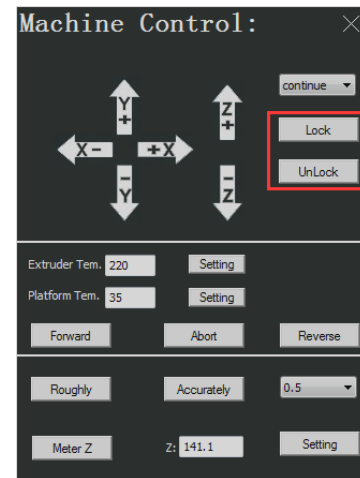 Machine Control:
continue
Y+
Z+
Lock
X- +X
UnLock
-Y
-Z
Extruder Tem. 220 Setting
Platform Tem. 35 Setting
Forward Abort Reverse
Roughly Accurately 0.5
Meter Z Z: 141.1 Setting